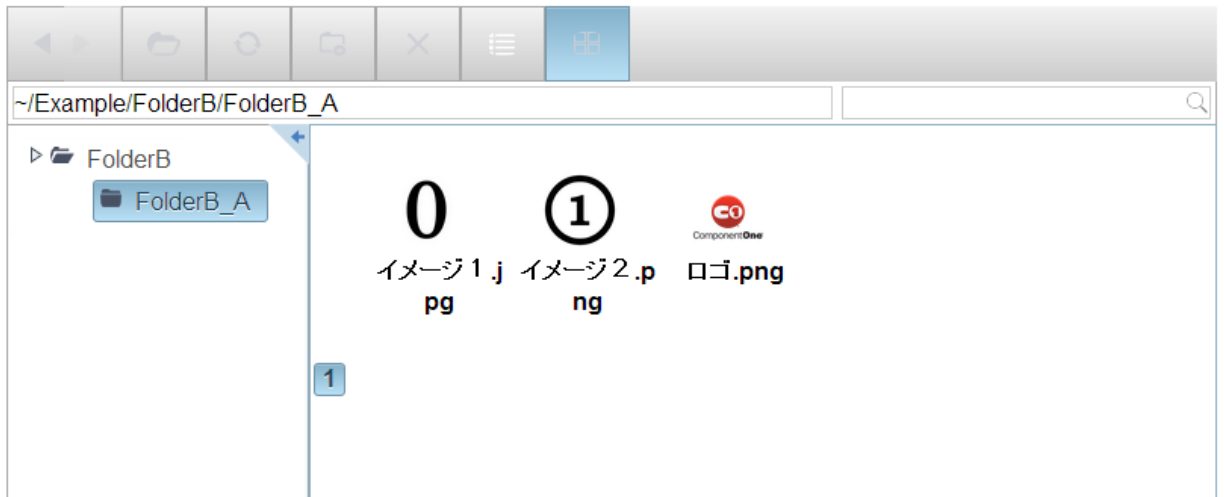 ~/Example/FolderB/FolderB_A
FolderB
FolderB_A
0
1
C1
ComponentOne
イメージ１.j
pg
イメージ２.p
ng
ロゴ.png
1